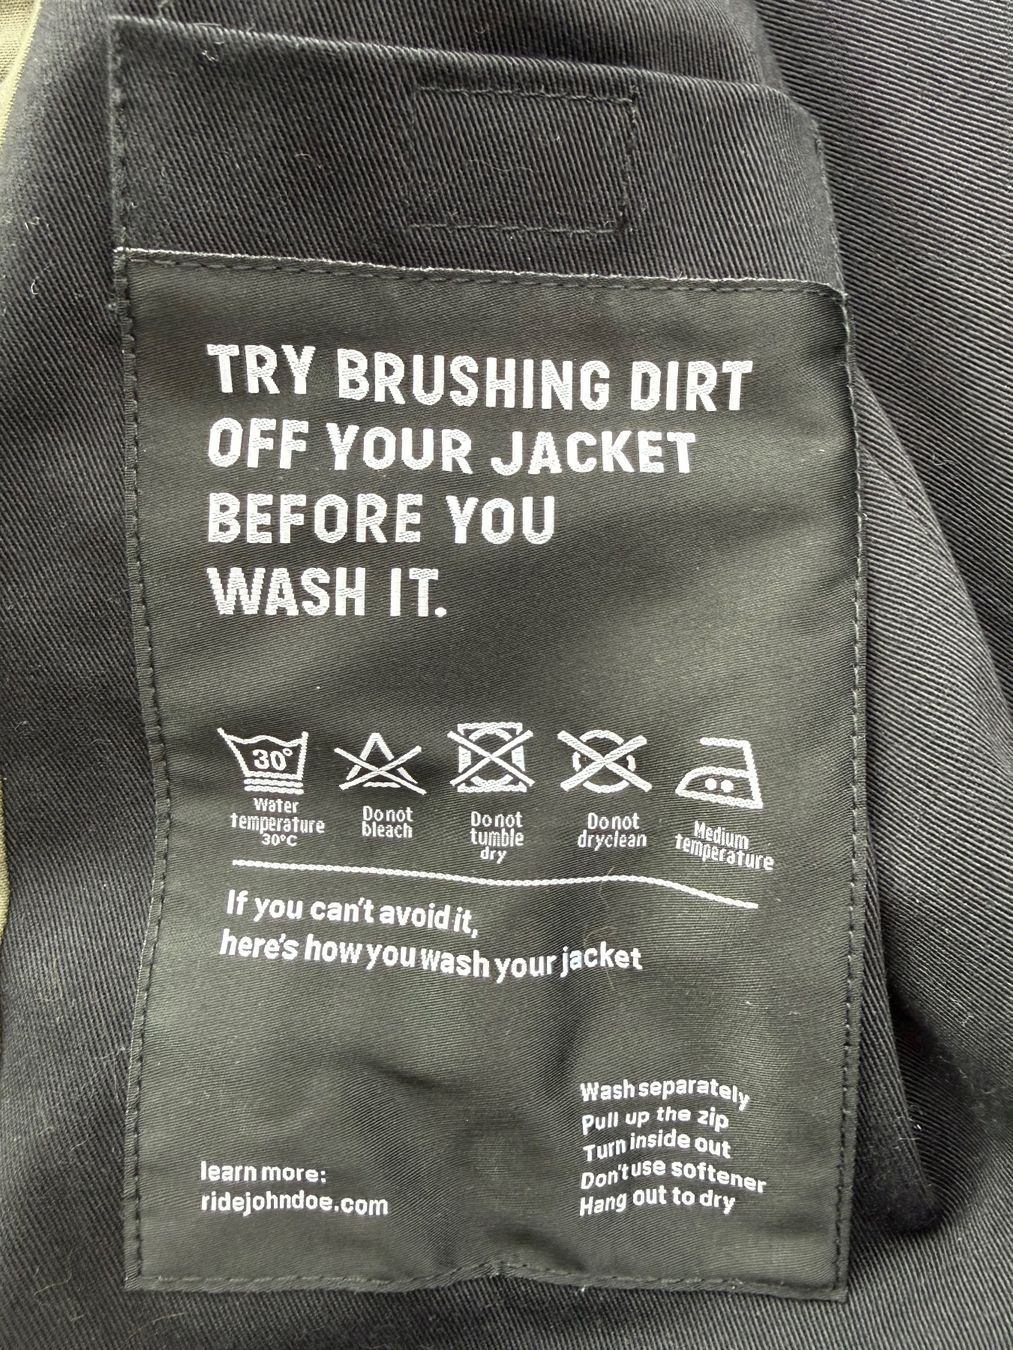 TRY BRUSHING DIRT
OFF YOUR JACKET
BEFORE YOU
WASH IT.
30°
Water
temperature
30°C
Do not
bleach
Do not
tumble
dry
Do not
dryclean
Medium
temperature
If you can't avoid it,
here's how you wash your jacket
Wash separately
Pull up the zip
Turn inside out
Don't use softener
Hang out to dry
learn more:
ridejohndoe.com